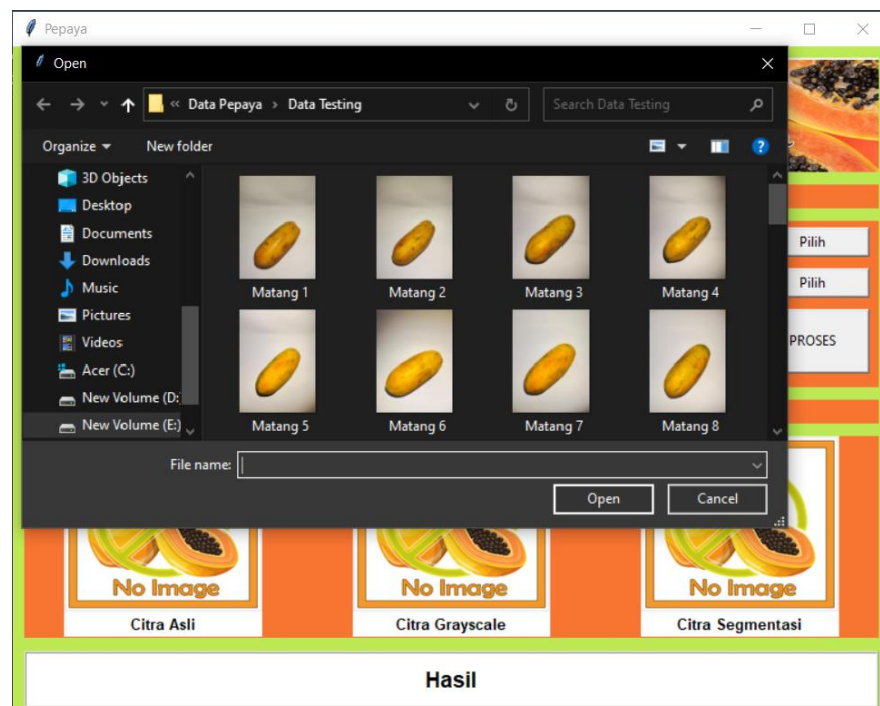 Pepaya
Open
« Data Pepaya › Data Testing
Search Data Testing
Organize
New folder
3D Objects
Desktop
Documents
Downloads
Music
Pictures
Videos
Acer (C:)
New Volume (D:
New Volume (E:)
Matang 1
Matang 2
Matang 3
Matang 4
Matang 5
Matang 6
Matang 7
Matang 8
File name:
Open
Cancel
Pilih
Pilih
PROSES
No Image
No Image
No Image
Citra Asli
Citra Grayscale
Citra Segmentasi
Hasil